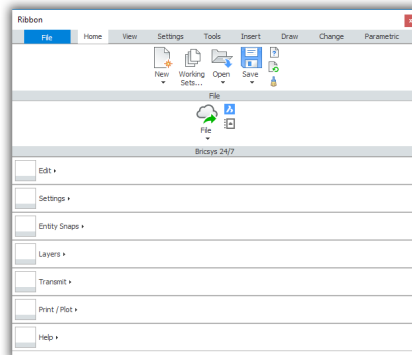 Ribbon
File Home View Settings Tools Insert Draw Change Parametric
New Working Sets... Open Save
File
File
Bricsys 24/7
Edit
Settings
Entity Snaps
Layers
Transmit
Print / Plot
Help